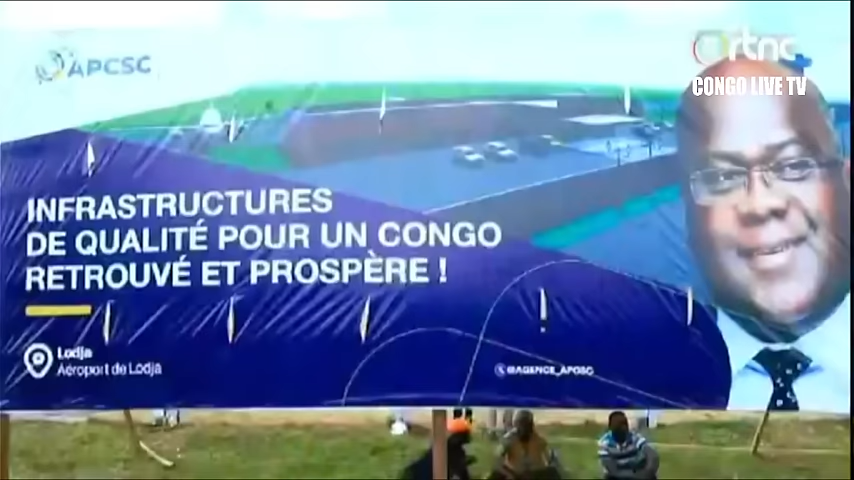 APCSC
rtnc
CONGO LIVE TV
INFRASTRUCTURES
DE QUALITÉ POUR UN CONGO
RETROUVÉ ET PROSPÈRE !
Lodja
Aéroport de Lodja
@AGENCE_APCSC